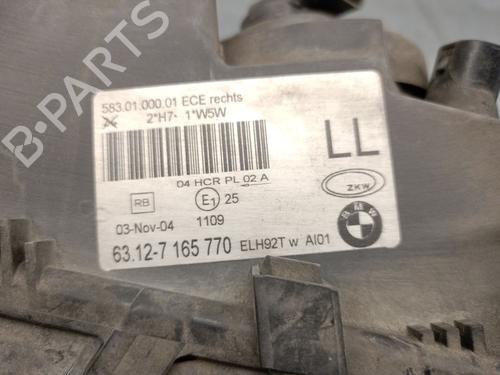 583.01.000.01 ECE rechts
2*H7· 1*W5W
LL
04 HCR PL 02 A
RB
E1 25
ZKW
03-Nov-04 1109
BMW
63.12-7 165 770 ELH92T w AI01
B-PARTS